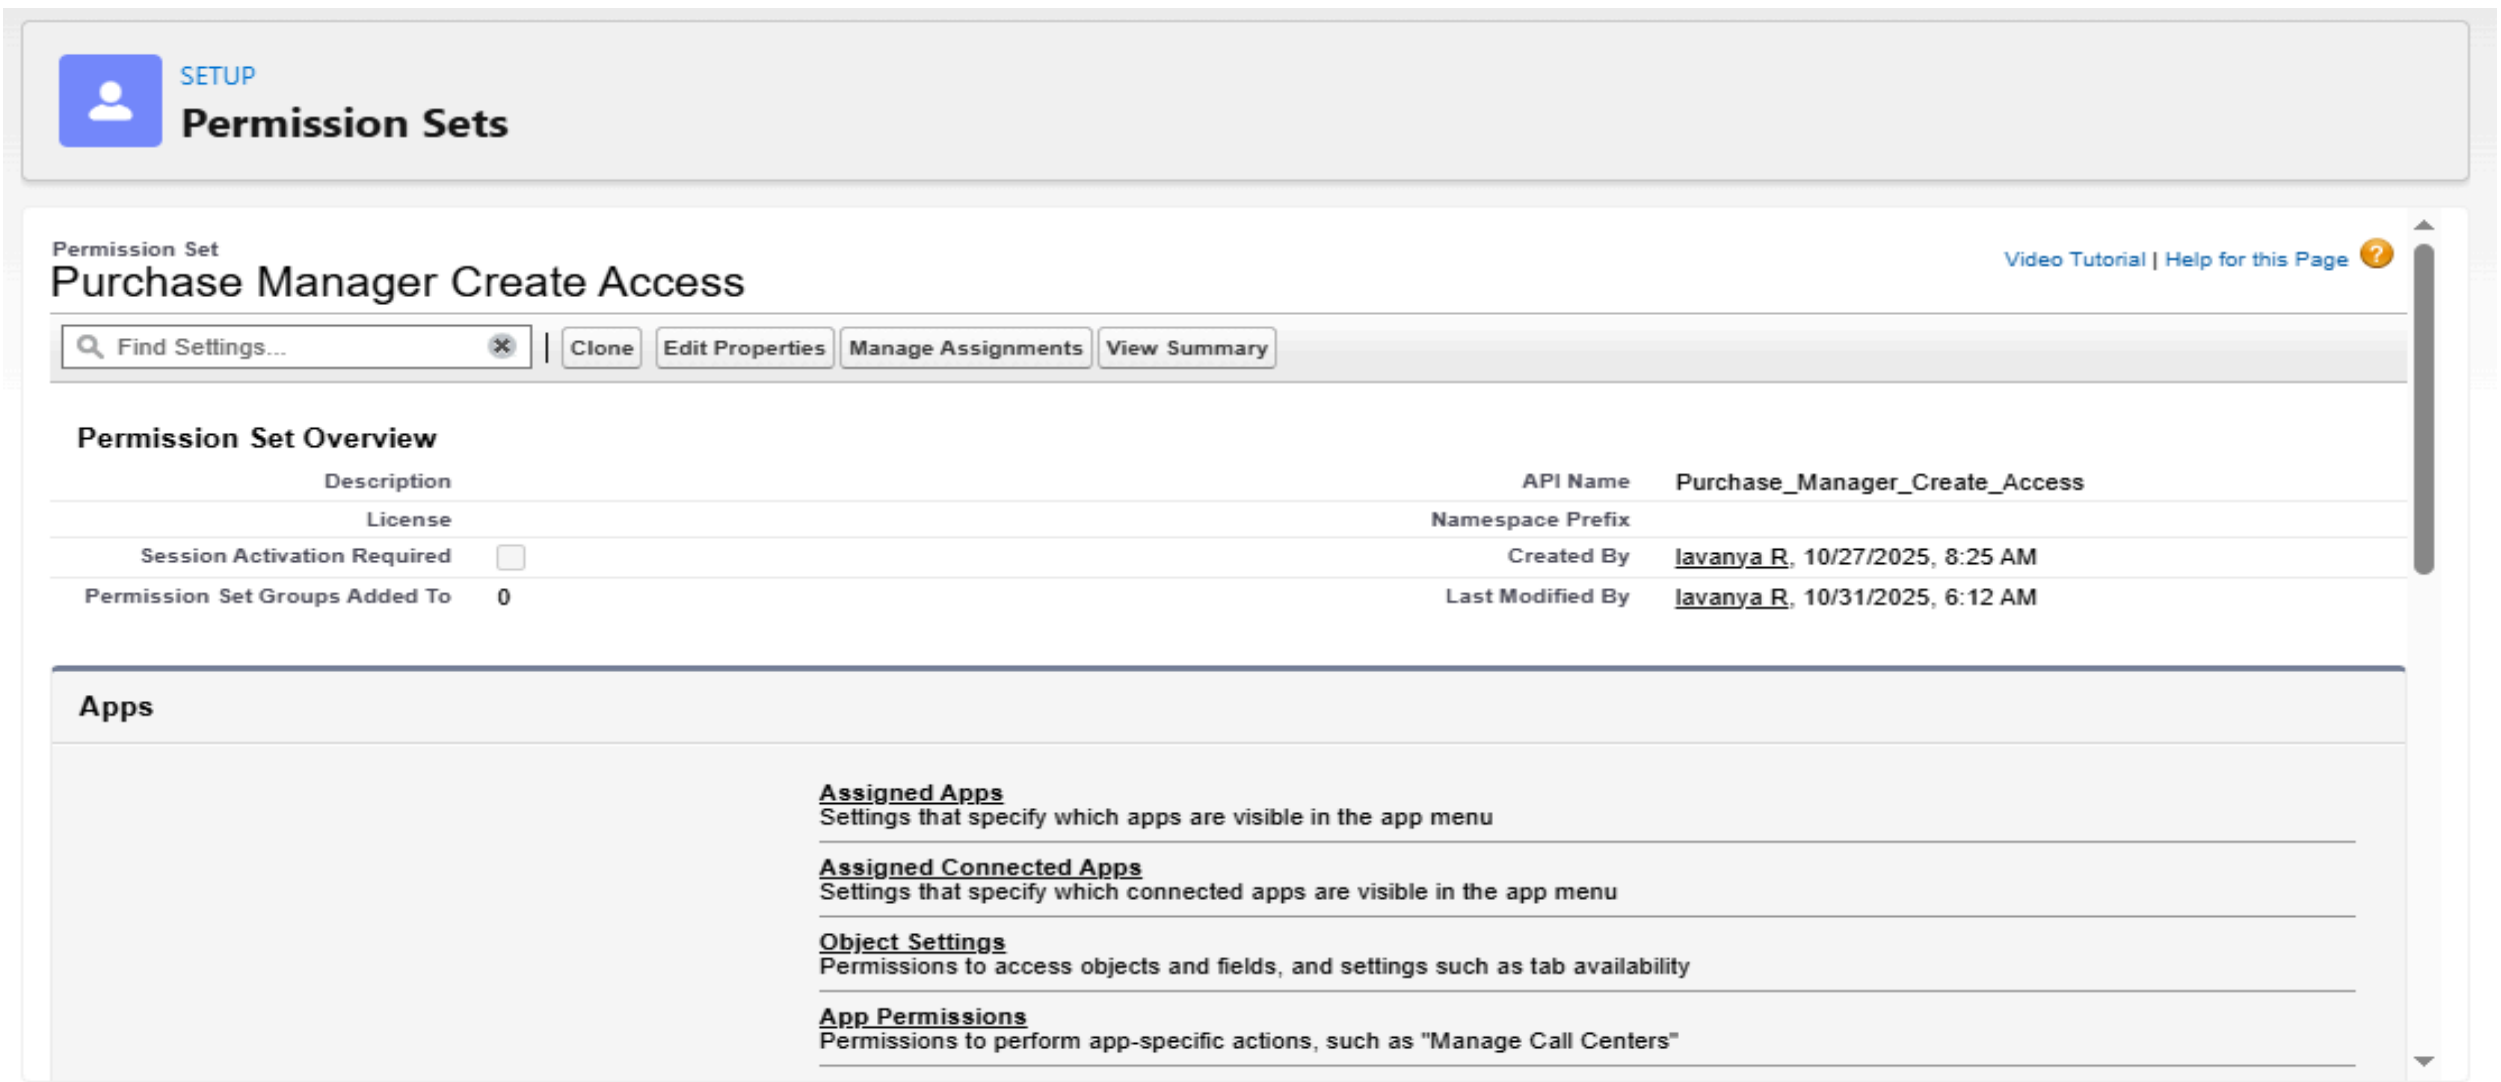 SETUP
Permission Sets
Permission Set
Purchase Manager Create Access
Video Tutorial | Help for this Page ?
Find Settings... | Clone Edit Properties Manage Assignments View Summary
Permission Set Overview
Description API Name Purchase_Manager_Create_Access
License Namespace Prefix
Session Activation Required Created By lavanya R, 10/27/2025, 8:25 AM
Permission Set Groups Added To 0 Last Modified By lavanya R, 10/31/2025, 6:12 AM
Apps
Assigned Apps
Settings that specify which apps are visible in the app menu
Assigned Connected Apps
Settings that specify which connected apps are visible in the app menu
Object Settings
Permissions to access objects and fields, and settings such as tab availability
App Permissions
Permissions to perform app-specific actions, such as "Manage Call Centers"